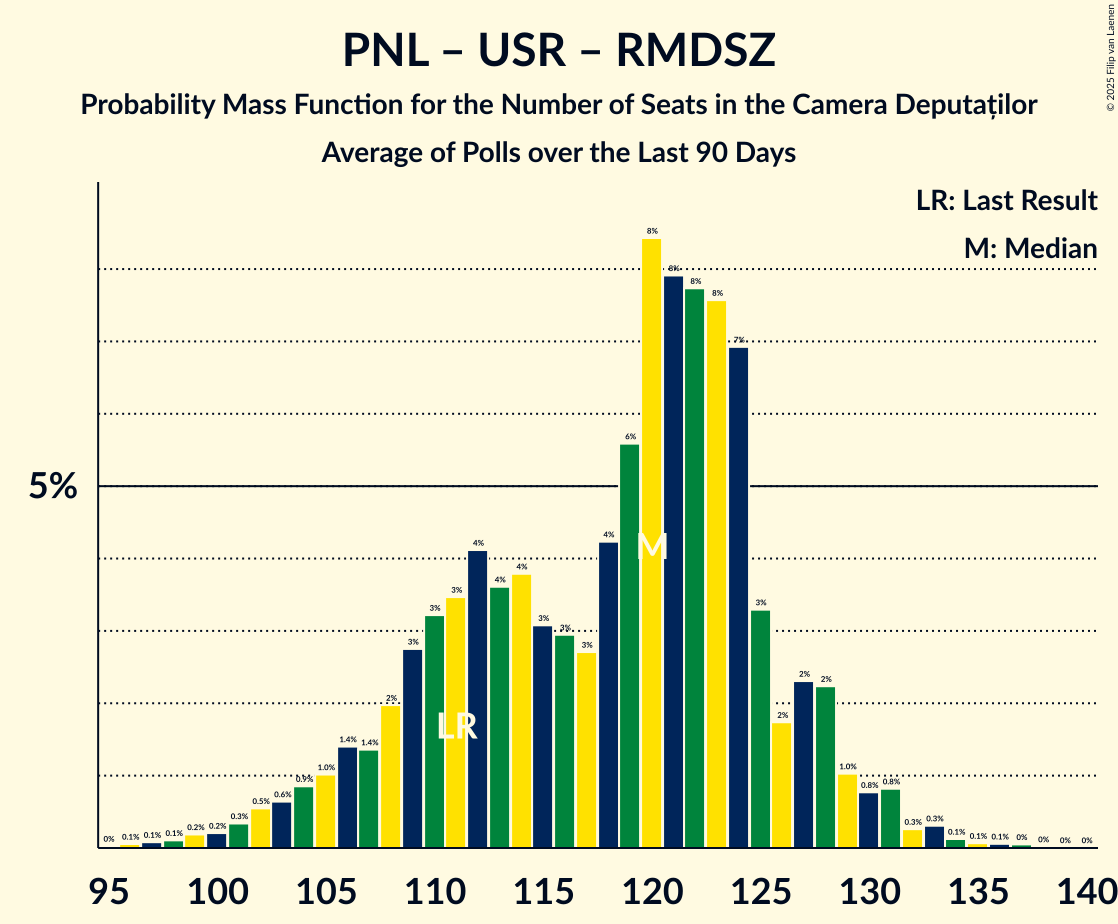 PNL – USR – RMDSZ
Probability Mass Function for the Number of Seats in the Camera Deputaților
Average of Polls over the Last 90 Days
© 2025 Filip van Laenen
LR: Last Result
M: Median
5%
0% 0.1% 0.1% 0.1% 0.2% 0.2% 0.3% 0.5% 0.6% 0.9% 1.0% 1.4% 1.4% 2% 3% 3% 3% 4% 4% 4% 3% 3% 3% 4% 6% 8% 8% 8% 8% 7% 3% 2% 2% 2% 1.0% 0.8% 0.8% 0.3% 0.3% 0.1% 0.1% 0.1% 0% 0% 0% 0%
M
LR
95 100 105 110 115 120 125 130 135 140